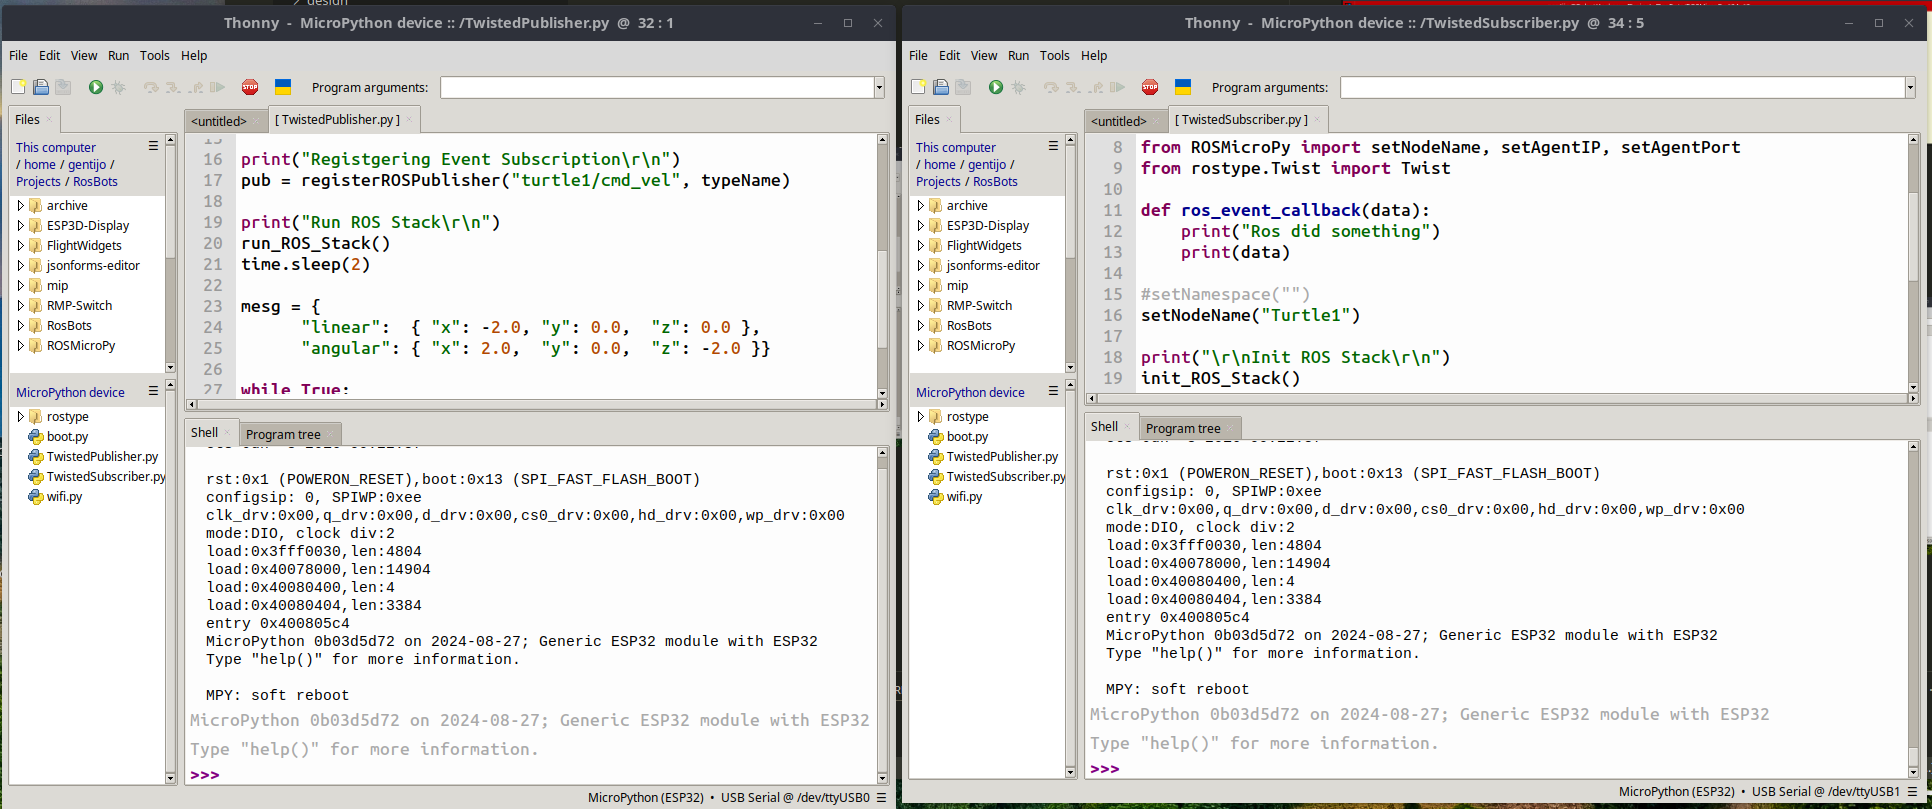 design
Thonny - MicroPython device :: /TwistedPublisher.py @ 32 : 1
File Edit View Run Tools Help
STOP
Program arguments:
Files
<untitled>
[ TwistedPublisher.py ]
This computer
/ home / gentijo /
Projects / RosBots
archive
ESP3D-Display
FlightWidgets
jsonforms-editor
mip
RMP-Switch
RosBots
ROSMicroPy
MicroPython device
rostype
boot.py
TwistedPublisher.py
TwistedSubscriber.py
wifi.py
15
16 print("Registgering Event Subscription\r\n")
17 pub = registerROSPublisher("turtle1/cmd_vel", typeName)
18
19 print("Run ROS Stack\r\n")
20 run_ROS_Stack()
21 time.sleep(2)
22
23 mesg = {
24 "linear": { "x": -2.0, "y": 0.0, "z": 0.0 },
25 "angular": { "x": 2.0, "y": 0.0, "z": -2.0 }}
26
27 while True:
Shell
Program tree
rst:0x1 (POWERON_RESET),boot:0x13 (SPI_FAST_FLASH_BOOT)
configsip: 0, SPIWP:0xee
clk_drv:0x00,q_drv:0x00,d_drv:0x00,cs0_drv:0x00,hd_drv:0x00,wp_drv:0x00
mode:DIO, clock div:2
load:0x3fff0030,len:4804
load:0x40078000,len:14904
load:0x40080400,len:4
load:0x40080404,len:3384
entry 0x400805c4
MicroPython 0b03d5d72 on 2024-08-27; Generic ESP32 module with ESP32
Type "help()" for more information.
MPY: soft reboot
MicroPython 0b03d5d72 on 2024-08-27; Generic ESP32 module with ESP32
Type "help()" for more information.
>>>
MicroPython (ESP32) • USB Serial @ /dev/ttyUSB0
Thonny - MicroPython device :: /TwistedSubscriber.py @ 34 : 5
File Edit View Run Tools Help
STOP
Program arguments:
Files
<untitled>
[ TwistedSubscriber.py ]
This computer
/ home / gentijo /
Projects / RosBots
archive
ESP3D-Display
FlightWidgets
jsonforms-editor
mip
RMP-Switch
RosBots
ROSMicroPy
MicroPython device
rostype
boot.py
TwistedPublisher.py
TwistedSubscriber.py
wifi.py
8 from ROSMicroPy import setNodeName, setAgentIP, setAgentPort
9 from rostype.Twist import Twist
10
11 def ros_event_callback(data):
12 print("Ros did something")
13 print(data)
14
15 #setNamespace("")
16 setNodeName("Turtle1")
17
18 print("\r\nInit ROS Stack\r\n")
19 init_ROS_Stack()
Shell
Program tree
rst:0x1 (POWERON_RESET),boot:0x13 (SPI_FAST_FLASH_BOOT)
configsip: 0, SPIWP:0xee
clk_drv:0x00,q_drv:0x00,d_drv:0x00,cs0_drv:0x00,hd_drv:0x00,wp_drv:0x00
mode:DIO, clock div:2
load:0x3fff0030,len:4804
load:0x40078000,len:14904
load:0x40080400,len:4
load:0x40080404,len:3384
entry 0x400805c4
MicroPython 0b03d5d72 on 2024-08-27; Generic ESP32 module with ESP32
Type "help()" for more information.
MPY: soft reboot
MicroPython 0b03d5d72 on 2024-08-27; Generic ESP32 module with ESP32
Type "help()" for more information.
>>>
MicroPython (ESP32) • USB Serial @ /dev/ttyUSB1